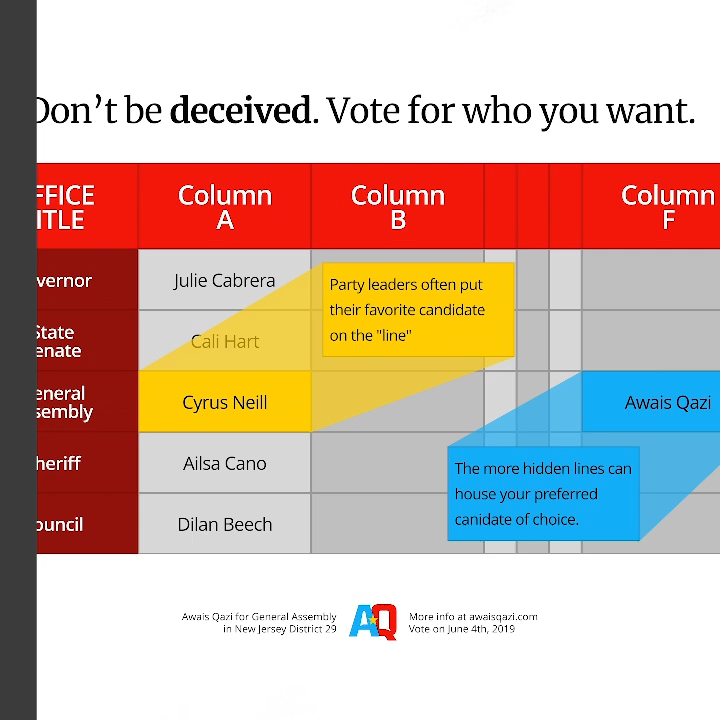 Don't be deceived. Vote for who you want.
FFICE
ITLE
Column
A
Column
B
Column
F
vernor
Julie Cabrera
Party leaders often put
their favorite candidate
on the "line"
State
enate
Cali Hart
eneral
sembly
Cyrus Neill
Awais Qazi
heriff
Ailsa Cano
The more hidden lines can
house your preferred
canidate of choice.
ouncil
Dilan Beech
Awais Qazi for General Assembly
in New Jersey District 29
AQ
More info at awaisqazi.com
Vote on June 4th, 2019